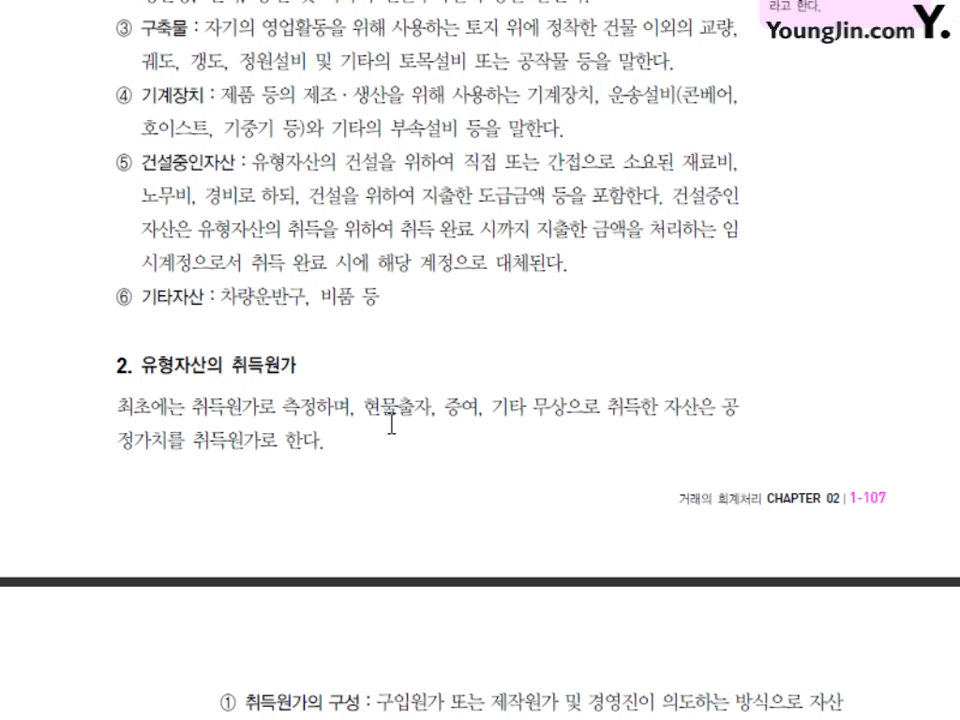 라고 한다.
YoungJin.com Y.
③ 구축물 : 자기의 영업활동을 위해 사용하는 토지 위에 정착한 건물 이외의 교량,
궤도, 갱도, 정원설비 및 기타의 토목설비 또는 공작물 등을 말한다.
④ 기계장치 : 제품 등의 제조 · 생산을 위해 사용하는 기계장치, 운송설비(콘베어,
호이스트, 기중기 등)와 기타의 부속설비 등을 말한다.
⑤ 건설중인자산 : 유형자산의 건설을 위하여 직접 또는 간접으로 소요된 재료비,
노무비, 경비로 하되, 건설을 위하여 지출한 도급금액 등을 포함한다. 건설중인
자산은 유형자산의 취득을 위하여 취득 완료 시까지 지출한 금액을 처리하는 임
시계정으로서 취득 완료 시에 해당 계정으로 대체된다.
⑥ 기타자산 : 차량운반구, 비품 등
2. 유형자산의 취득원가
최초에는 취득원가로 측정하며, 현물출자, 증여, 기타 무상으로 취득한 자산은 공
정가치를 취득원가로 한다.
거래의 회계처리 CHAPTER 02 | 1-107
① 취득원가의 구성 : 구입원가 또는 제작원가 및 경영진이 의도하는 방식으로 자산